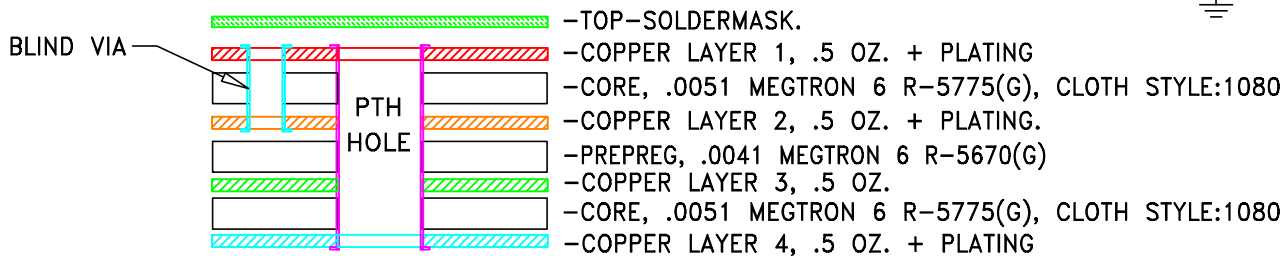 -TOP-SOLDERMASK.
BLIND VIA
-COPPER LAYER 1, .5 OZ. + PLATING
-CORE, .0051 MEGTRON 6 R-5775(G), CLOTH STYLE:1080
PTH
HOLE
-COPPER LAYER 2, .5 OZ. + PLATING.
-PREPREG, .0041 MEGTRON 6 R-5670(G)
-COPPER LAYER 3, .5 OZ.
-CORE, .0051 MEGTRON 6 R-5775(G), CLOTH STYLE:1080
-COPPER LAYER 4, .5 OZ. + PLATING